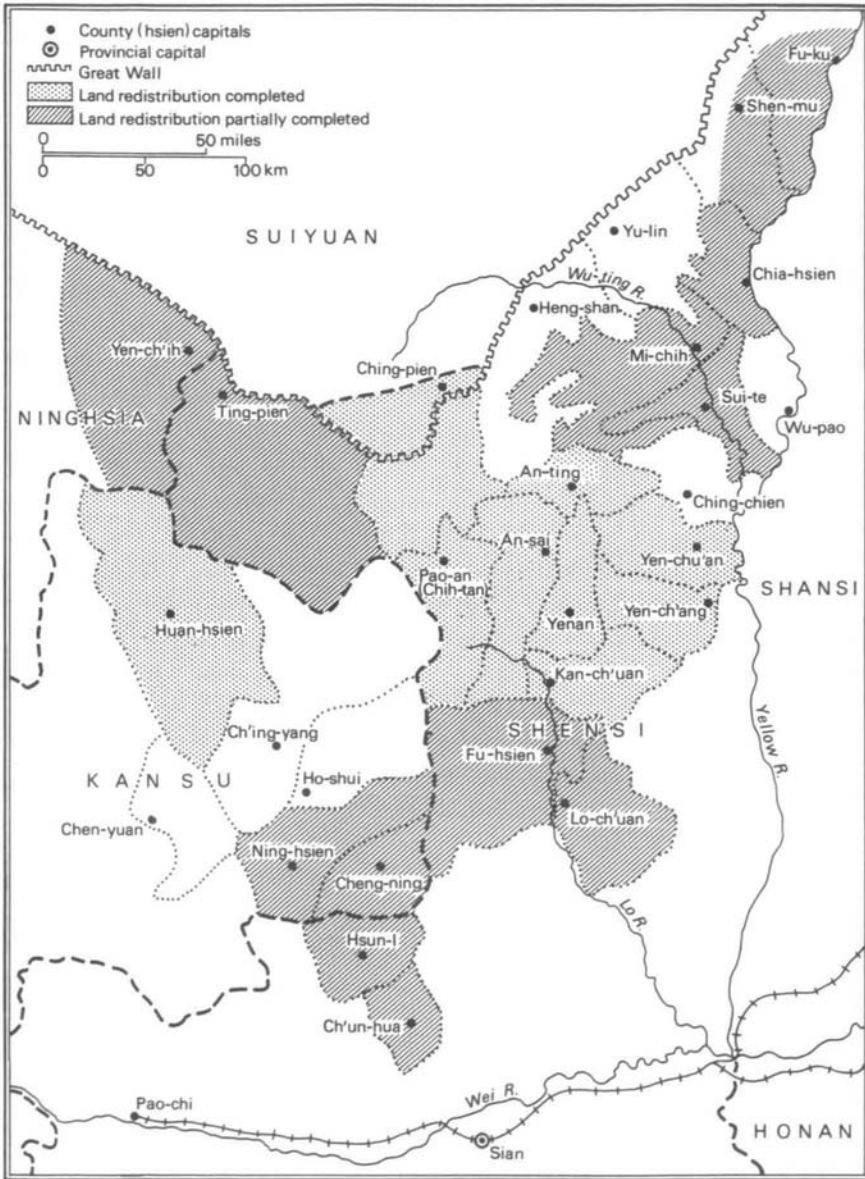 County (hsien) capitals
Provincial capital
Great Wall
Land redistribution completed
Land redistribution partially completed
0 50 miles
0 50 100 km
Fu-ku
Shen-mu
SUIYUAN
Yu-lin
Wu-ting R.
Chia-hsien
Heng-shan
Yen-ch'ih
Ching-pien
Mi-chih
NINGHSIA
Ting-pien
Sui-te
Wu-pao
An-ting
Ching-chien
An-sai
Yen-chu'an
Pao-an
Chih-tan
SHANSI
Huan-hsien
Yenan
Yen-ch'ang
Kan-ch'uan
Yellow R.
Ch'ing-yang
SHENSI
Fu-hsien
KANSU
Ho-shui
Chen-yuan
Lo-ch'uan
Ning-hsien
Cheng-ning
Lo R.
Hsun-I
Ch'un-hua
Pao-chi
Wei R.
Sian
HONAN